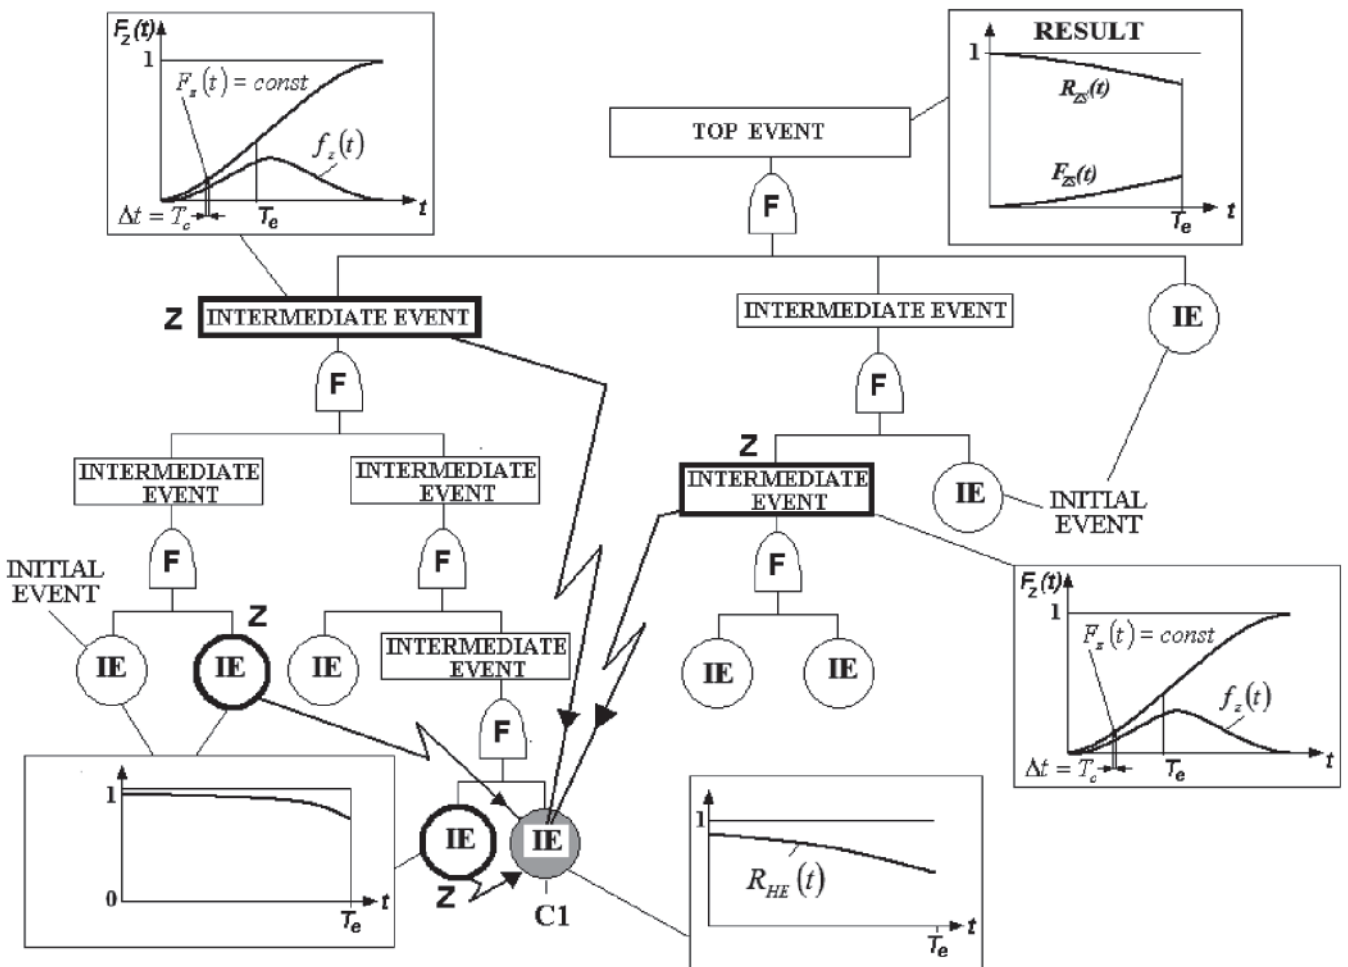 F_z(t)
1
F_z(t) = const
f_z(t)
Δt = T_c
T_e
t
RESULT
1
R_ZS(t)
F_ZS(t)
T_e
t
TOP EVENT
F
Z
INTERMEDIATE EVENT
INTERMEDIATE EVENT
IE
F
F
INTERMEDIATE
EVENT
INTERMEDIATE
EVENT
Z
INTERMEDIATE
EVENT
IE
INITIAL
EVENT
F
F
F
INITIAL
EVENT
IE
Z
IE
IE
INTERMEDIATE
EVENT
IE
IE
F_z(t)
1
F_z(t) = const
f_z(t)
Δt = T_c
T_e
t
F
1
0
T_e
t
IE
Z
IE
C1
1
R_HE(t)
T_e
t